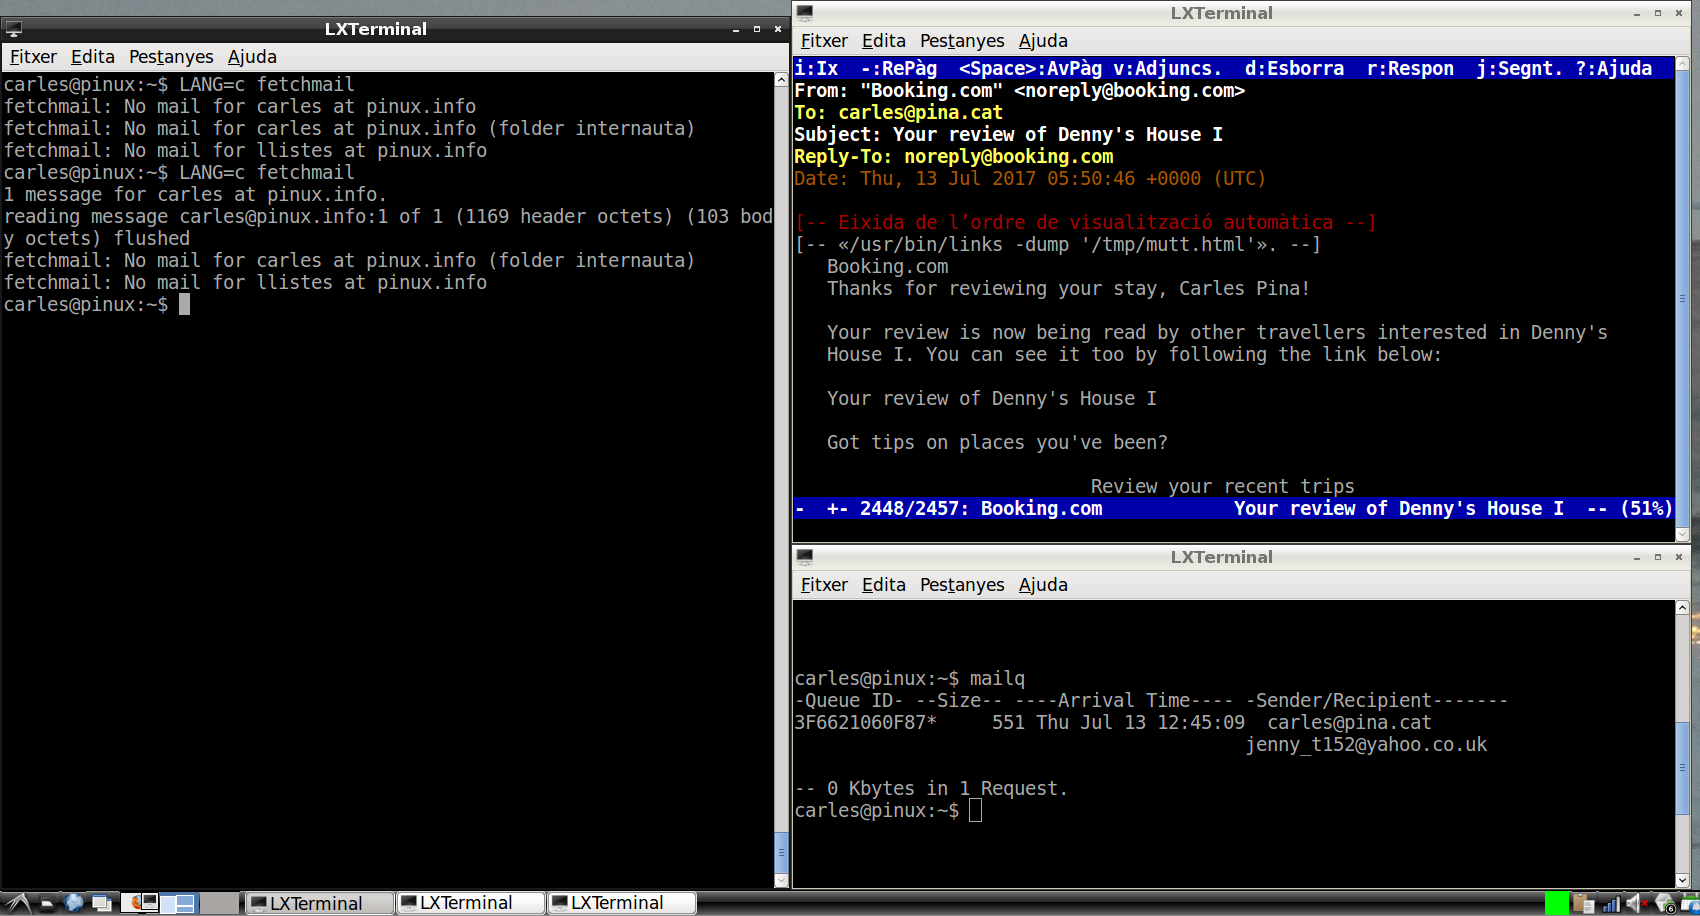 LXTerminal
Fitxer Edita Pestanyes Ajuda
carles@pinux:~$ LANG=c fetchmail
fetchmail: No mail for carles at pinux.info
fetchmail: No mail for carles at pinux.info (folder internauta)
fetchmail: No mail for llistes at pinux.info
carles@pinux:~$ LANG=c fetchmail
1 message for carles at pinux.info.
reading message carles@pinux.info:1 of 1 (1169 header octets) (103 bod
y octets) flushed
fetchmail: No mail for carles at pinux.info (folder internauta)
fetchmail: No mail for llistes at pinux.info
carles@pinux:~$
LXTerminal
Fitxer Edita Pestanyes Ajuda
i:Ix  -:RePàg  <Space>:AvPàg v:Adjuncs.  d:Esborra  r:Respon  j:Segnt. ?:Ajuda
From: "Booking.com" <noreply@booking.com>
To: carles@pina.cat
Subject: Your review of Denny's House I
Reply-To: noreply@booking.com
Date: Thu, 13 Jul 2017 05:50:46 +0000 (UTC)
[-- Eixida de l’ordre de visualització automàtica --]
[-- «/usr/bin/links -dump '/tmp/mutt.html'». --]
Booking.com
Thanks for reviewing your stay, Carles Pina!
Your review is now being read by other travellers interested in Denny's
House I. You can see it too by following the link below:
Your review of Denny's House I
Got tips on places you've been?
Review your recent trips
-  +- 2448/2457: Booking.com            Your review of Denny's House I  -- (51%)
LXTerminal
Fitxer Edita Pestanyes Ajuda
carles@pinux:~$ mailq
-Queue ID- --Size-- ----Arrival Time---- -Sender/Recipient-------
3F6621060F87*     551 Thu Jul 13 12:45:09  carles@pina.cat
jenny_t152@yahoo.co.uk
-- 0 Kbytes in 1 Request.
carles@pinux:~$
LXTerminal LXTerminal LXTerminal 6